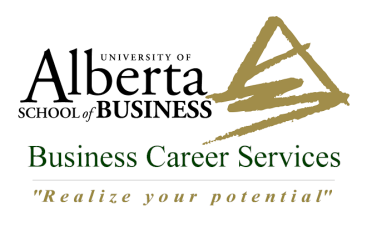 UNIVERSITY OF
Alberta
SCHOOL of BUSINESS
Business Career Services
"Realize your potential"